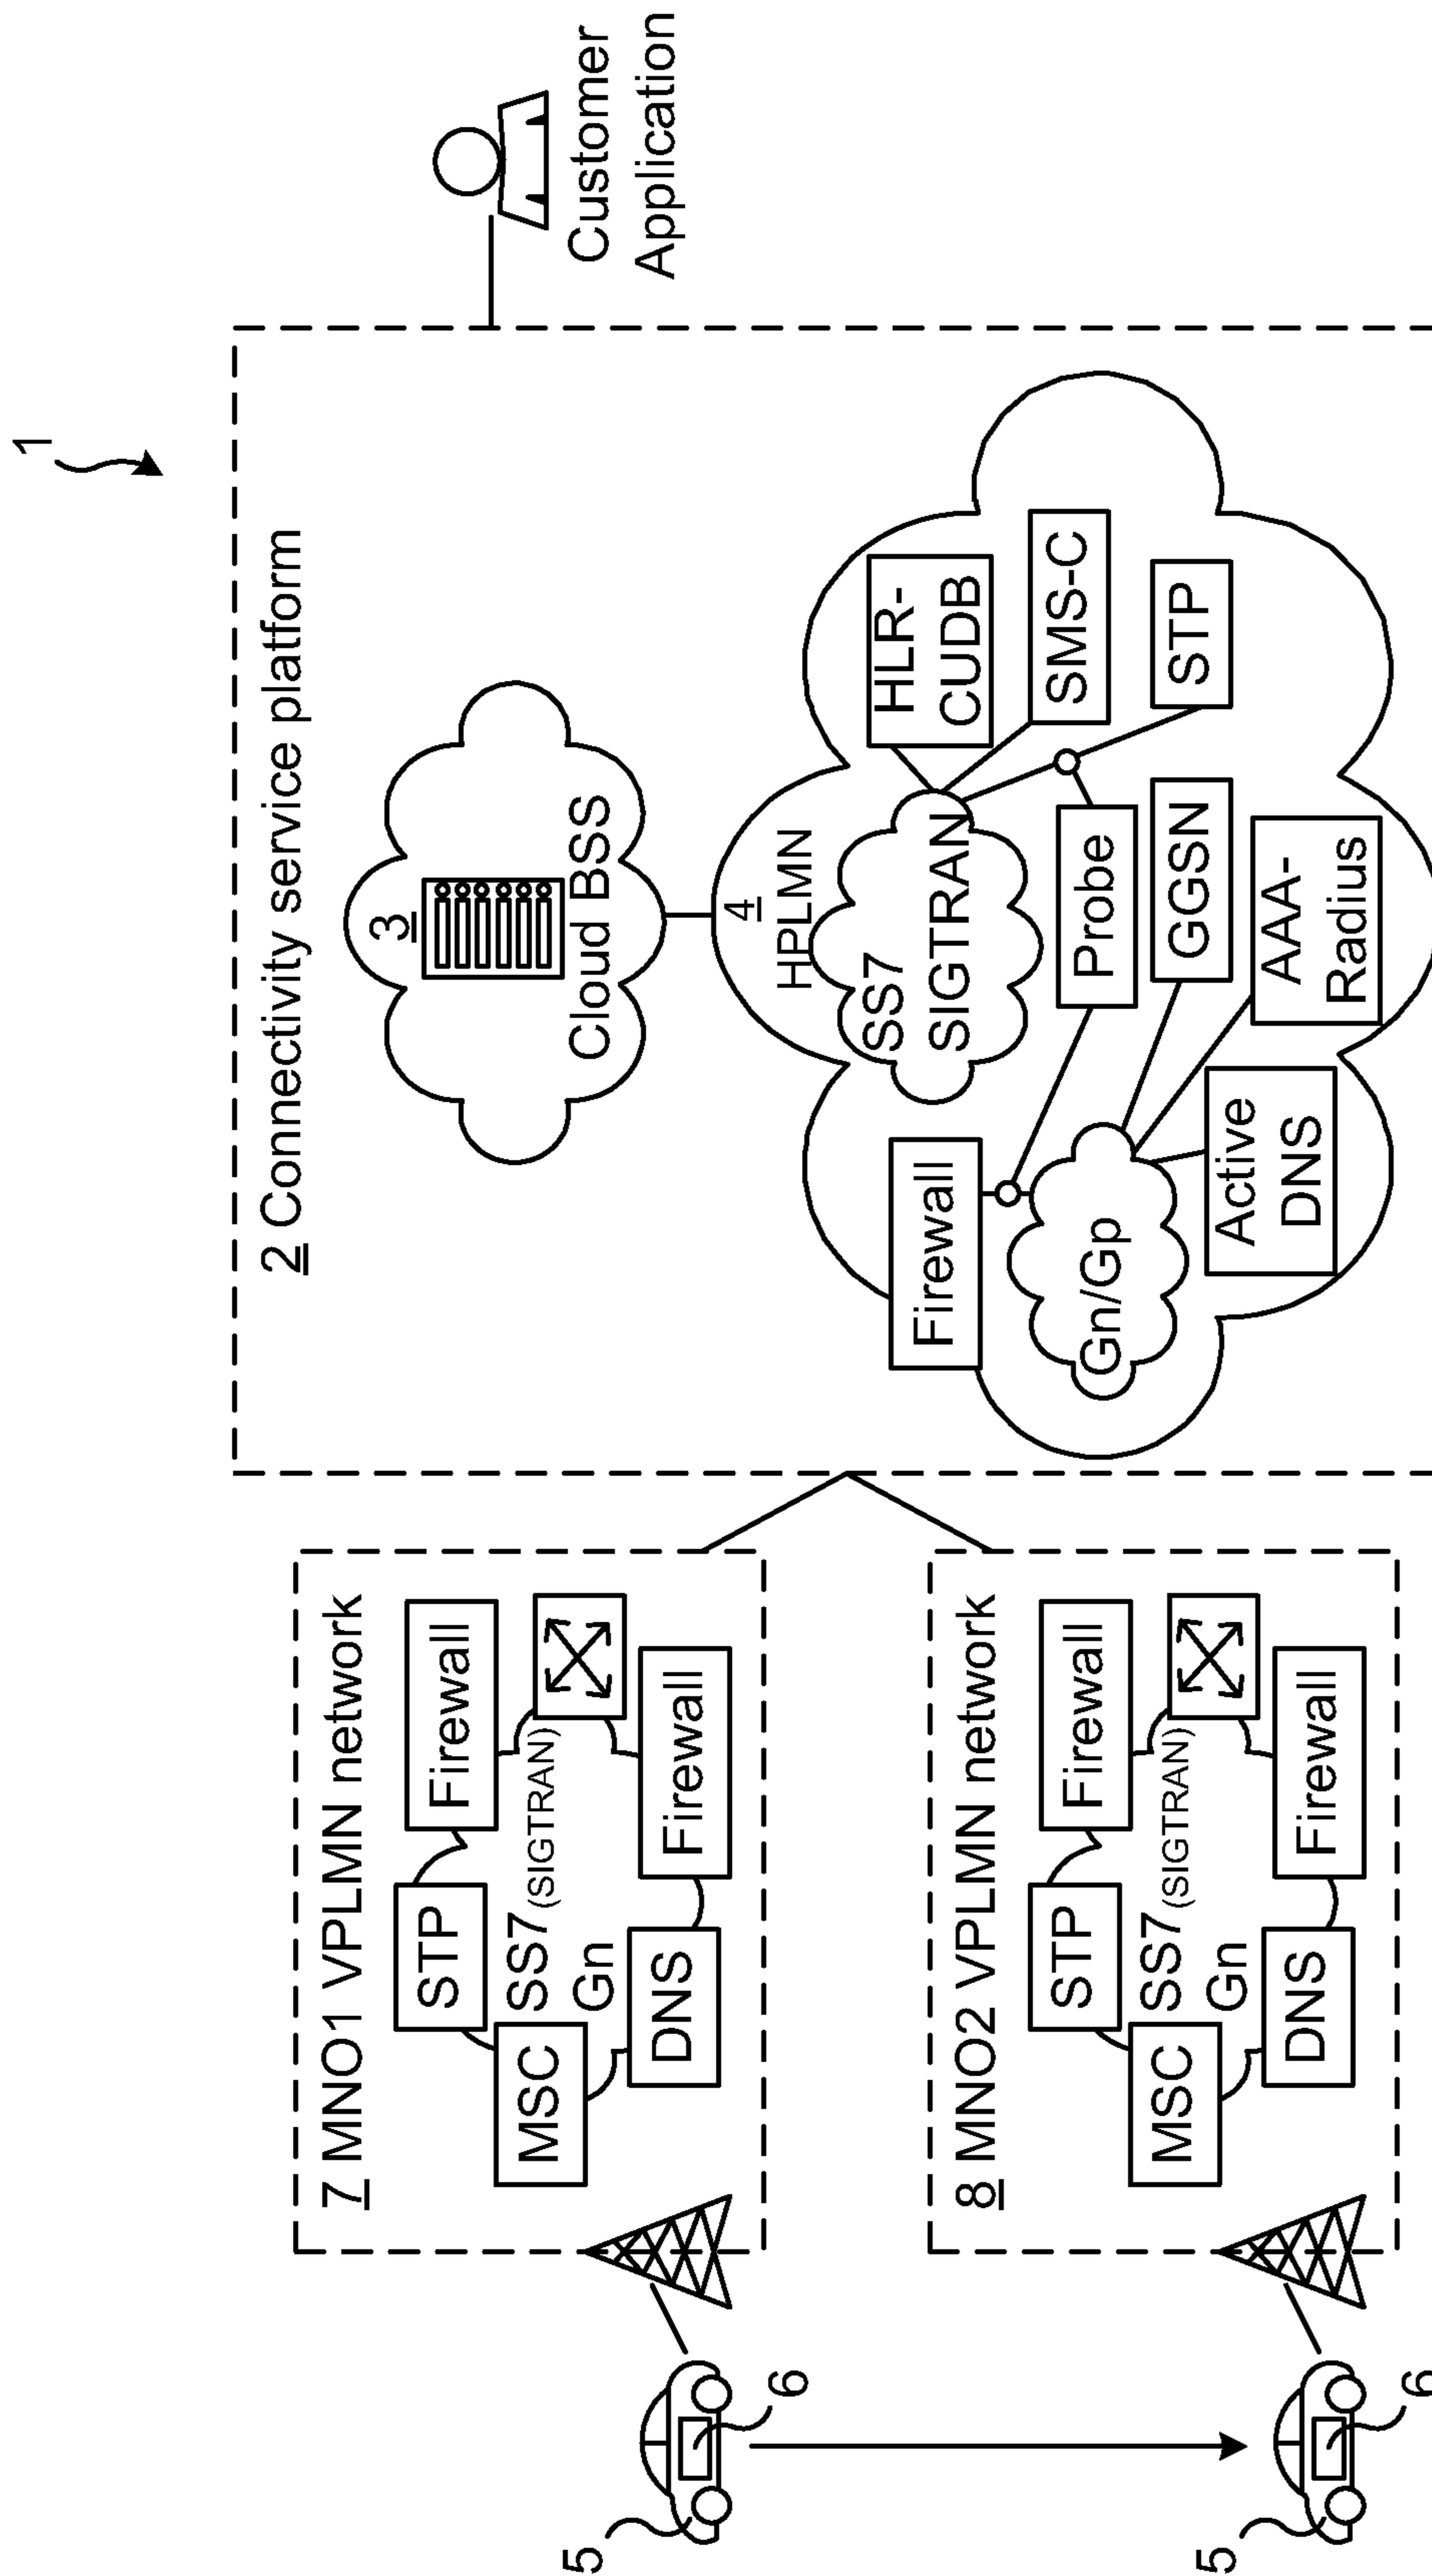 1
2 Connectivity service platform
3
Cloud BSS
Customer
Application
4
HPLMN
SS7
SIGTRAN
HLR-
CUDB
SMS-C
STP
Probe
GGSN
AAA-
Radius
Firewall
Gn/Gp
Active
DNS
7 MNO1 VPLMN network
STP
Firewall
MSC
SS7(SIGTRAN)
Gn
DNS
Firewall
5
6
8 MNO2 VPLMN network
STP
Firewall
MSC
SS7(SIGTRAN)
Gn
DNS
Firewall
5
6